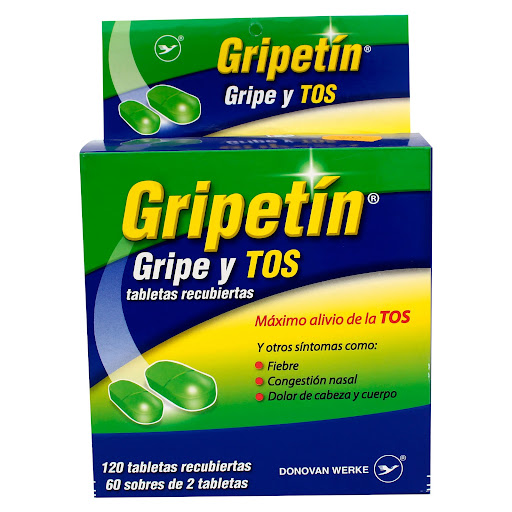 Gripetín®
Gripe y TOS
Gripetín®
Gripe y TOS
tabletas recubiertas
Máximo alivio de la TOS
Y otros síntomas como:
Fiebre
Congestión nasal
Dolor de cabeza y cuerpo
120 tabletas recubiertas
60 sobres de 2 tabletas
DONOVAN WERKE ®